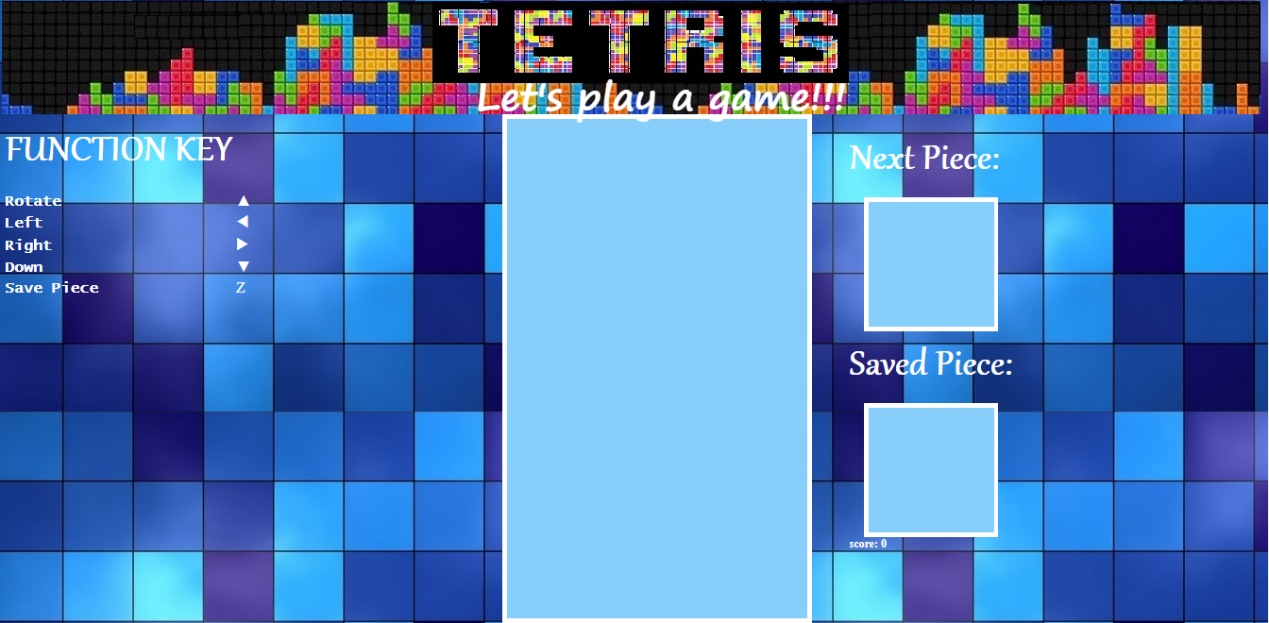 TETRIS
Let's play a game!!!
FUNCTION KEY
Rotate ▲
Left ◀
Right ▶
Down ▼
Save Piece Z
Next Piece:
Saved Piece:
score: 0